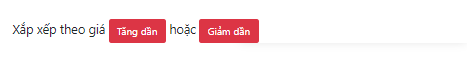 Xắp xếp theo giá Tăng dần hoặc Giảm dần